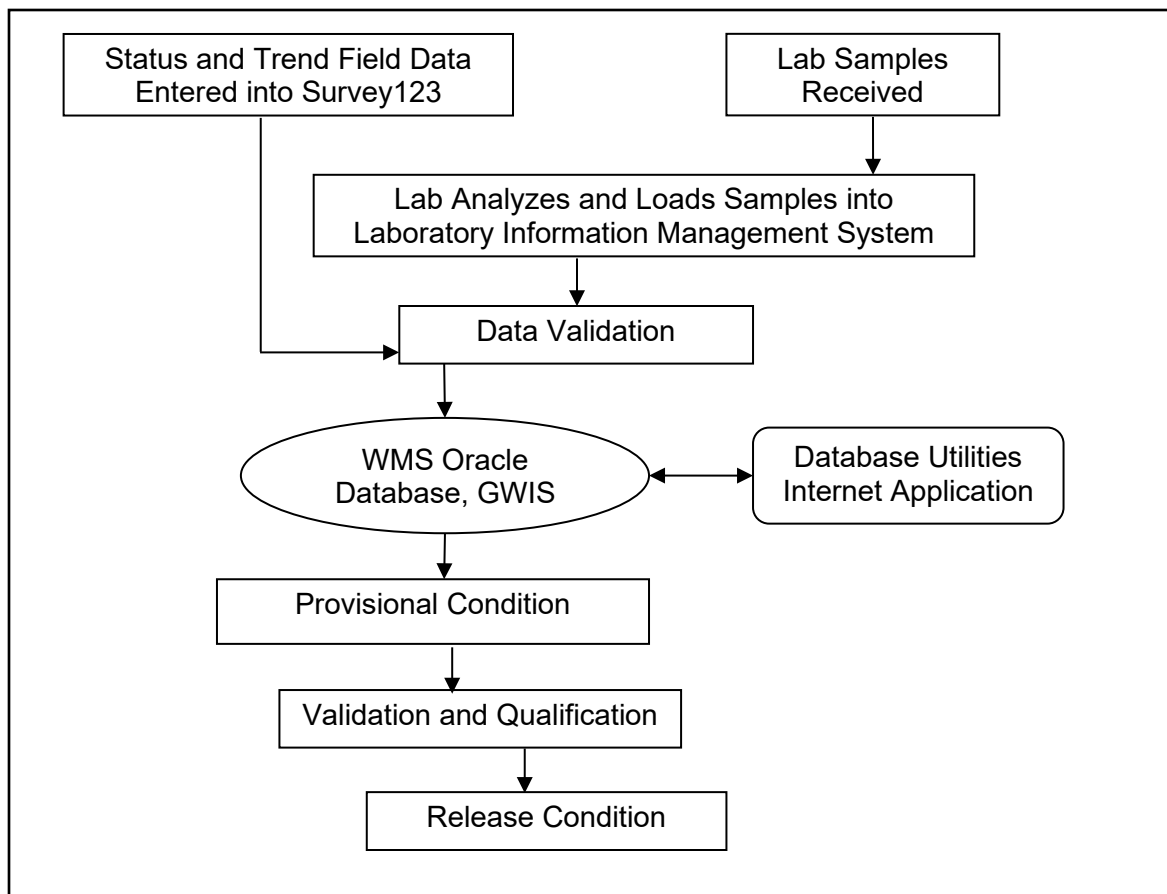 Status and Trend Field Data
Entered into Survey123
Lab Samples
Received
Lab Analyzes and Loads Samples into
Laboratory Information Management System
Data Validation
WMS Oracle
Database, GWIS
Database Utilities
Internet Application
Provisional Condition
Validation and Qualification
Release Condition